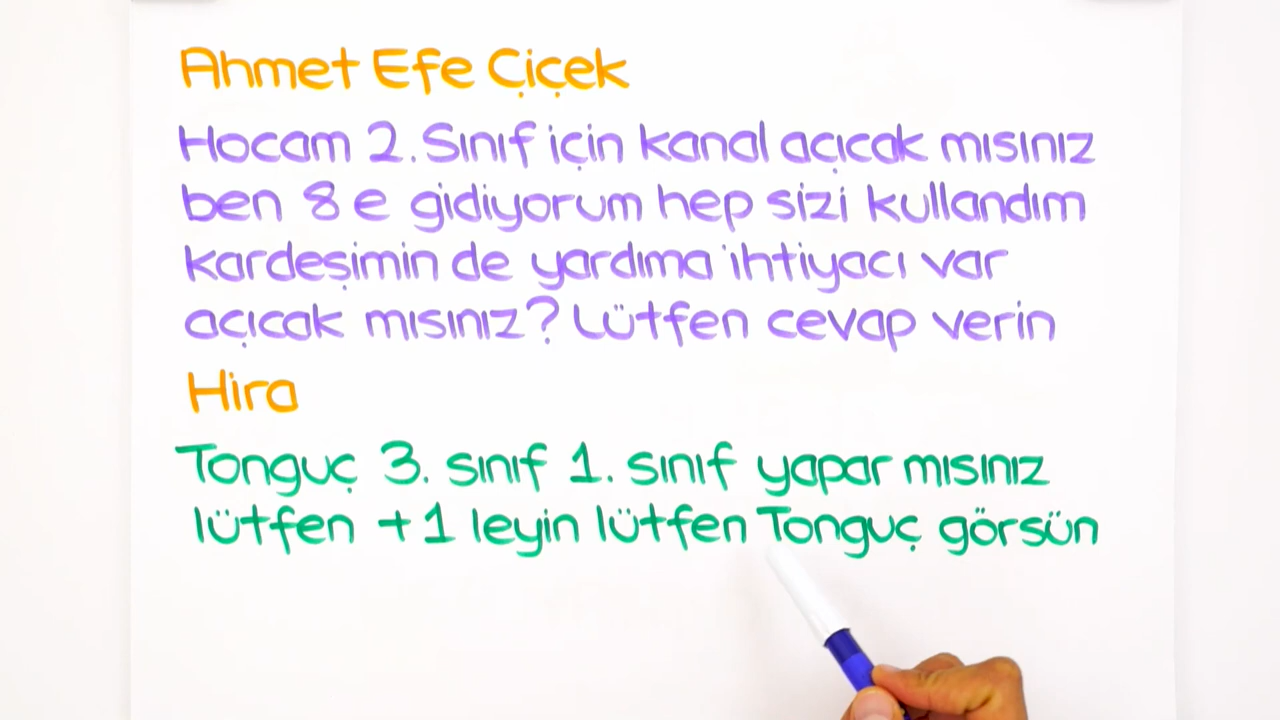 Ahmet Efe Çiçek
Hocam 2. Sınıf için kanal açıcak mısınız
ben 8 e gidiyorum hep sizi kullandım
kardeşimin de yardıma ihtiyacı var
açıcak mısınız? Lütfen cevap verin
Hira
Tonguç 3. sınıf 1. sınıf yapar mısınız
lütfen +1 leyin lütfen Tonguç görsün